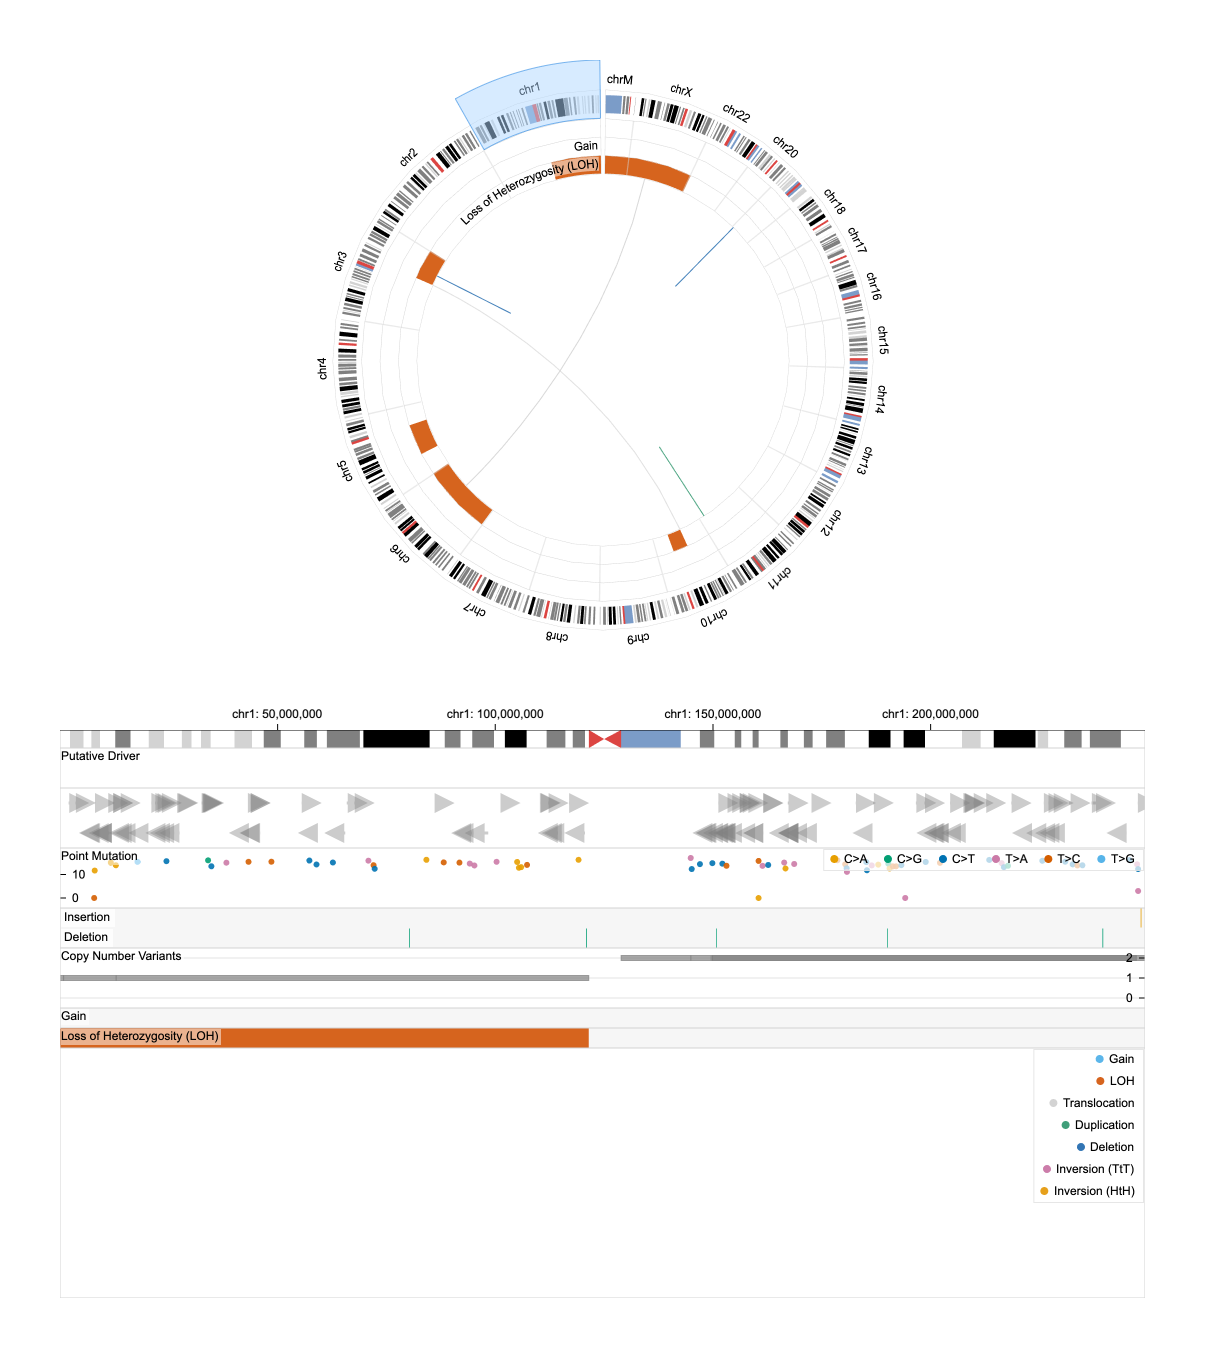 chrM
chrX
chr22
chr20
chr18
chr17
chr16
chr15
chr14
chr13
chr12
chr11
chr10
chr9
chr8
chr7
chr6
chr5
chr4
chr3
chr2
chr1
Gain
Loss of Heterozygosity (LOH)
chr1: 50,000,000 chr1: 100,000,000 chr1: 150,000,000 chr1: 200,000,000
Putative Driver
Point Mutation
C>A C>G C>T T>A T>C T>G
10
0
Insertion
Deletion
Copy Number Variants
2
1
0
Gain
Loss of Heterozygosity (LOH)
Gain
LOH
Translocation
Duplication
Deletion
Inversion (TtT)
Inversion (HtH)